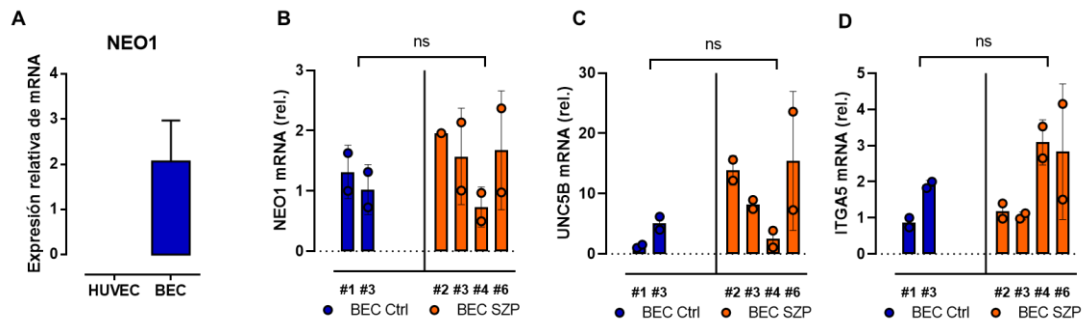 A
NEO1
Expresión relativa de mRNA
4
3
2
1
0
HUVEC BEC
B
ns
NEO1 mRNA (rel.)
3
2
1
0
#1 #3 #2 #3 #4 #6
BEC Ctrl BEC SZP
C
ns
UNC5B mRNA (rel.)
30
20
10
0
#1 #3 #2 #3 #4 #6
BEC Ctrl BEC SZP
D
ns
ITGA5 mRNA (rel.)
5
4
3
2
1
0
#1 #3 #2 #3 #4 #6
BEC Ctrl BEC SZP